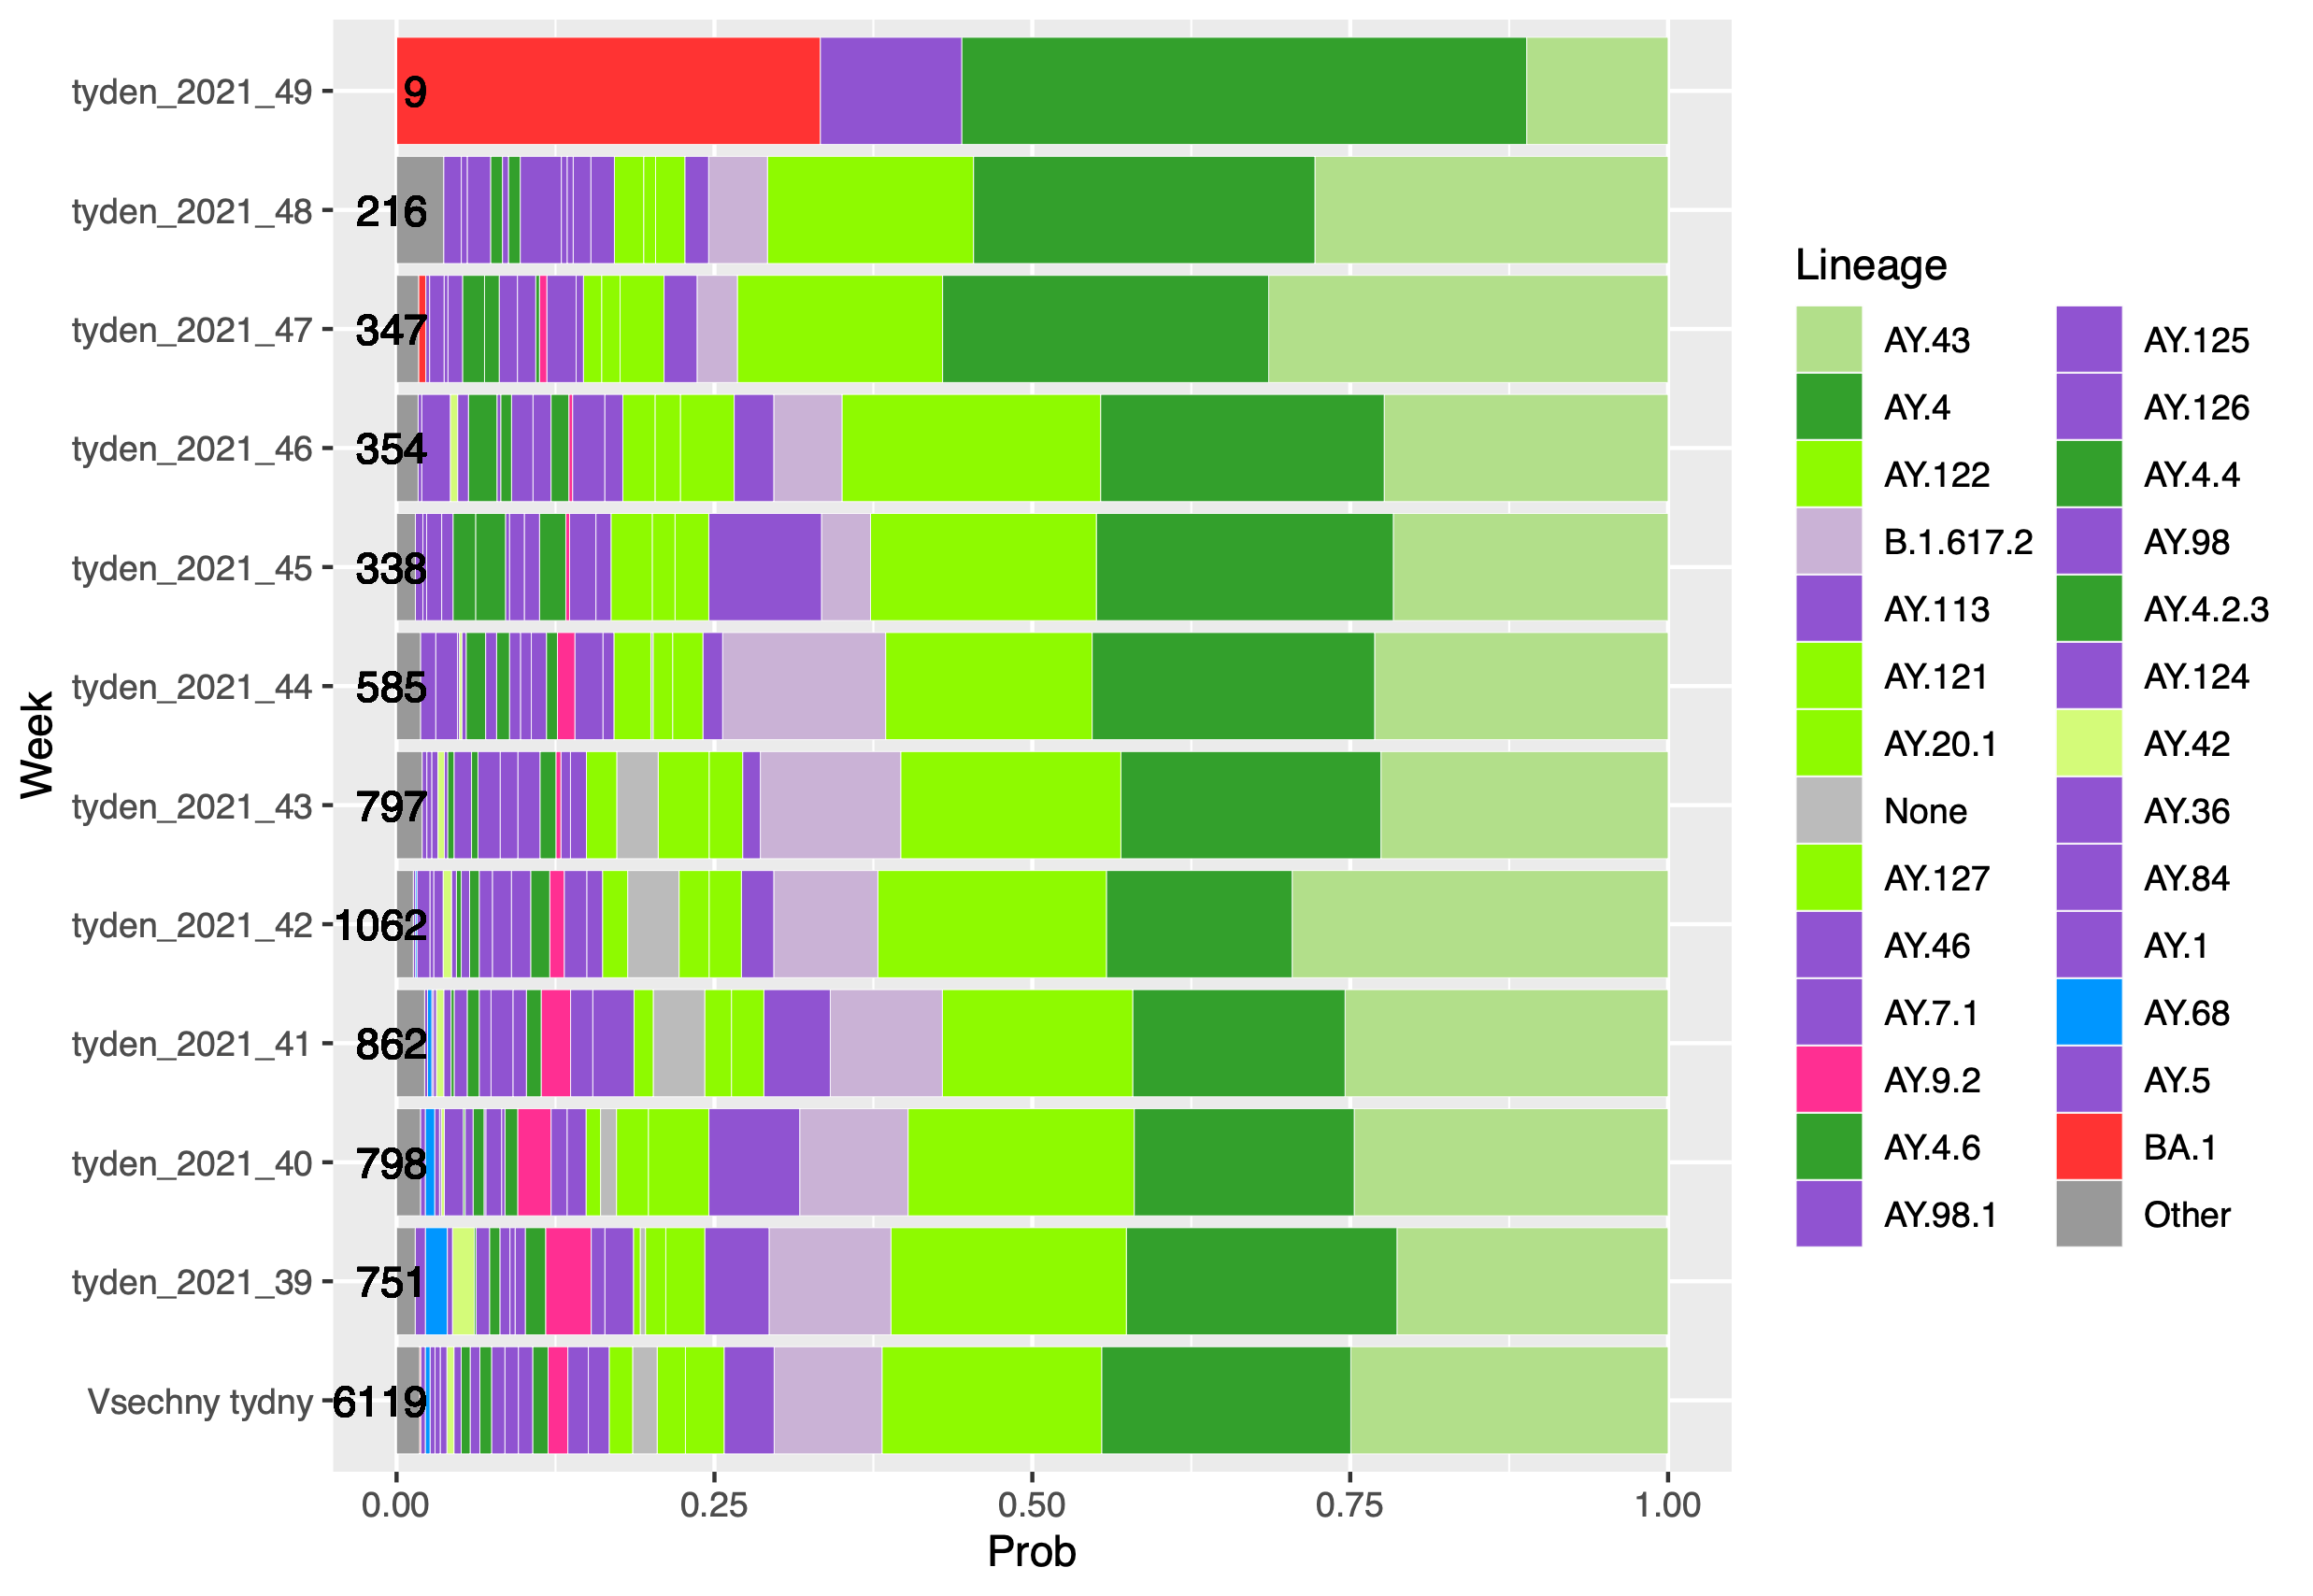 Week
tyden_2021_49
9
tyden_2021_48
216
tyden_2021_47
347
tyden_2021_46
354
tyden_2021_45
338
tyden_2021_44
585
tyden_2021_43
797
tyden_2021_42
1062
tyden_2021_41
862
tyden_2021_40
798
tyden_2021_39
751
Vsechny tydny
6119
0.00
0.25
0.50
0.75
1.00
Prob
Lineage
AY.43
AY.4
AY.122
B.1.617.2
AY.113
AY.121
AY.20.1
None
AY.127
AY.46
AY.7.1
AY.9.2
AY.4.6
AY.98.1
AY.125
AY.126
AY.4.4
AY.98
AY.4.2.3
AY.124
AY.42
AY.36
AY.84
AY.1
AY.68
AY.5
BA.1
Other